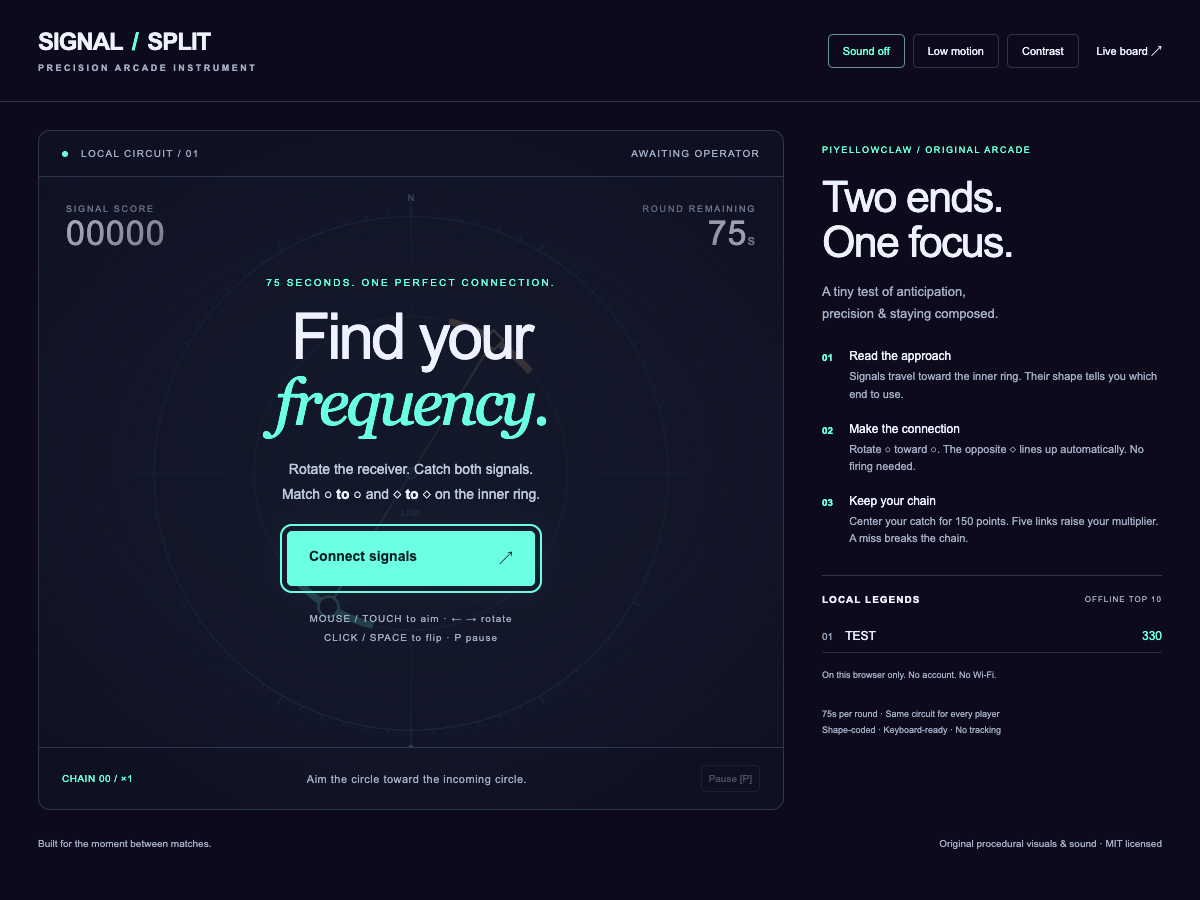 SIGNAL / SPLIT
PRECISION ARCADE INSTRUMENT
Sound off
Low motion
Contrast
Live board ↗
LOCAL CIRCUIT / 01
AWAITING OPERATOR
SIGNAL SCORE
00000
ROUND REMAINING
75s
N
75 SECONDS. ONE PERFECT CONNECTION.
Find your
frequency.
Rotate the receiver. Catch both signals.
Match ○ to ○ and ◇ to ◇ on the inner ring.
LINK
Connect signals ↗
MOUSE / TOUCH to aim · ← → rotate
CLICK / SPACE to flip · P pause
CHAIN 00 / ×1
Aim the circle toward the incoming circle.
Pause [P]
PIYELLOWCLAW / ORIGINAL ARCADE
Two ends.
One focus.
A tiny test of anticipation,
precision & staying composed.
01 Read the approach
Signals travel toward the inner ring. Their shape tells you which
end to use.
02 Make the connection
Rotate ○ toward ○. The opposite ◇ lines up automatically. No
firing needed.
03 Keep your chain
Center your catch for 150 points. Five links raise your multiplier.
A miss breaks the chain.
LOCAL LEGENDS
OFFLINE TOP 10
01 TEST 330
On this browser only. No account. No Wi-Fi.
75s per round · Same circuit for every player
Shape-coded · Keyboard-ready · No tracking
Built for the moment between matches.
Original procedural visuals & sound · MIT licensed